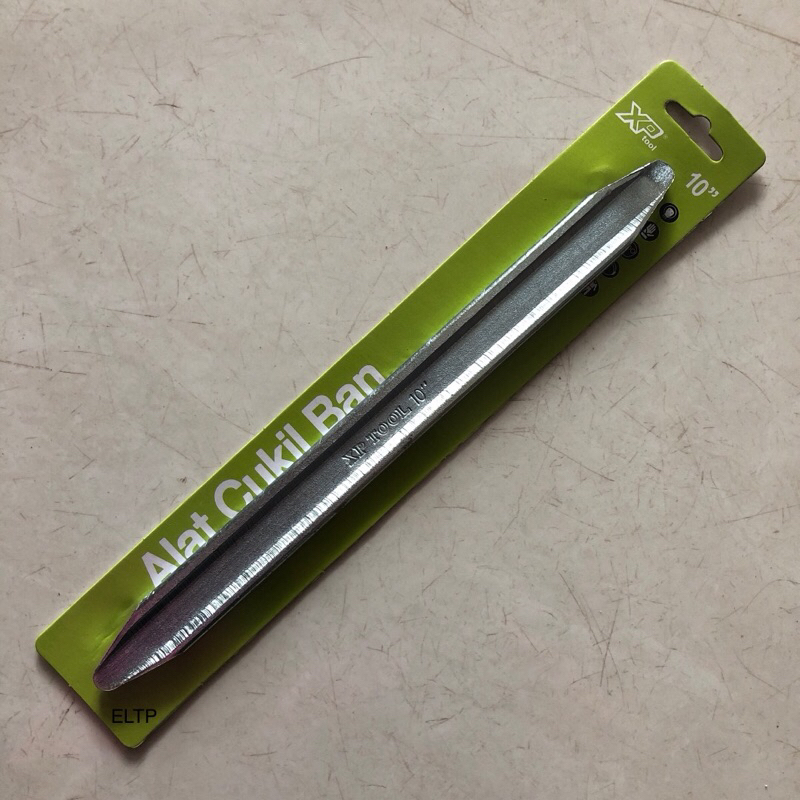 XP
tool
10"
XP TOOL 10"
Alat Cukil Ban
ELTP